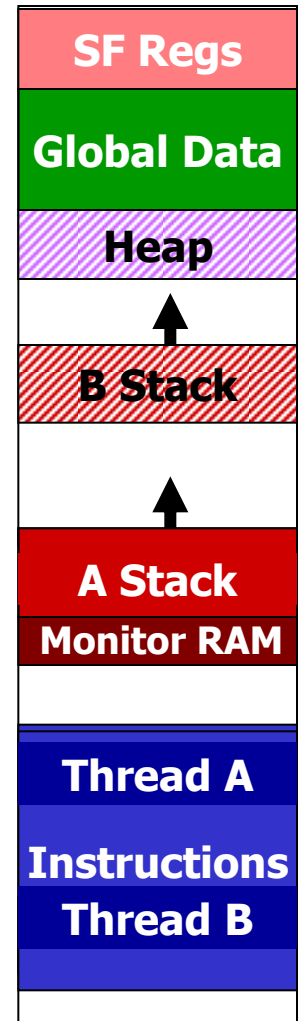 SF Regs
Global Data
Heap
B Stack
A Stack
Monitor RAM
Thread A
Instructions
Thread B